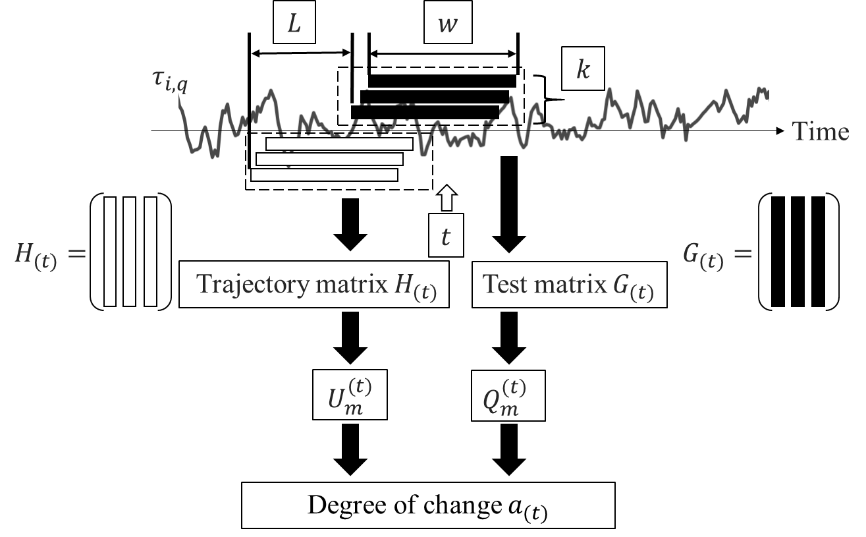 L
w
k
τ_{i,q}
Time
t
H_{(t)} =
G_{(t)} =
Trajectory matrix H_{(t)}
Test matrix G_{(t)}
U_m^{(t)}
Q_m^{(t)}
Degree of change a_{(t)}